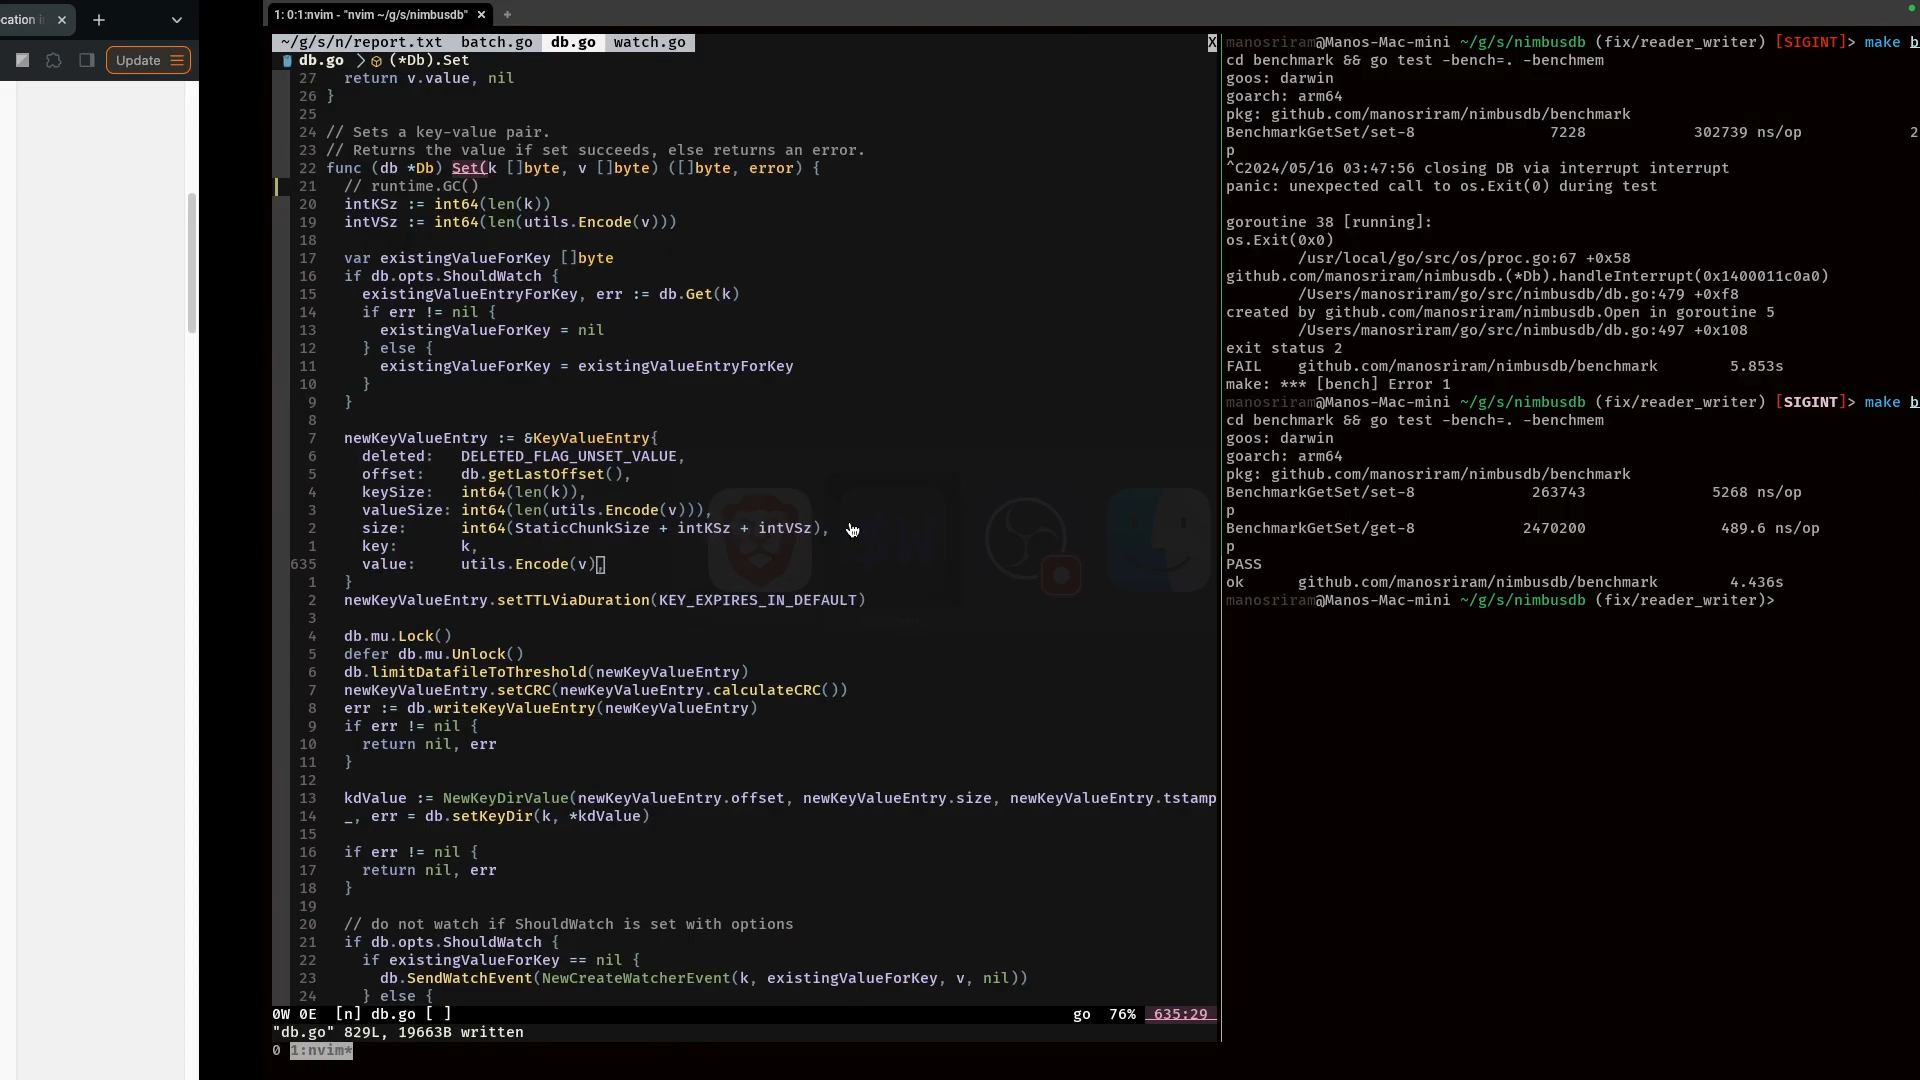 cation i
Update
1: 0:1:nvim - "nvim ~/g/s/nimbusdb"
~/g/s/n/report.txt batch.go db.go watch.go X
db.go (*Db).Set
27 return v.value, nil
26 }
25
24 // Sets a key-value pair.
23 // Returns the value if set succeeds, else returns an error.
22 func (db *Db) Set(k []byte, v []byte) ([]byte, error) {
21 // runtime.GC()
20 intKSz := int64(len(k))
19 intVSz := int64(len(utils.Encode(v)))
18
17 var existingValueForKey []byte
16 if db.opts.ShouldWatch {
15 existingValueEntryForKey, err := db.Get(k)
14 if err != nil {
13 existingValueForKey = nil
12 } else {
11 existingValueForKey = existingValueEntryForKey
10 }
9 }
8
7 newKeyValueEntry := &KeyValueEntry{
6 deleted: DELETED_FLAG_UNSET_VALUE,
5 offset: db.getLastOffset(),
4 keySize: int64(len(k)),
3 valueSize: int64(len(utils.Encode(v))),
2 size: int64(StaticChunkSize + intKSz + intVSz),
1 key: k,
635 value: utils.Encode(v),
1 }
2 newKeyValueEntry.setTTLViaDuration(KEY_EXPIRES_IN_DEFAULT)
3
4 db.mu.Lock()
5 defer db.mu.Unlock()
6 db.limitDatafileToThreshold(newKeyValueEntry)
7 newKeyValueEntry.setCRC(newKeyValueEntry.calculateCRC())
8 err := db.writeKeyValueEntry(newKeyValueEntry)
9 if err != nil {
10 return nil, err
11 }
12
13 kdValue := NewKeyDirValue(newKeyValueEntry.offset, newKeyValueEntry.size, newKeyValueEntry.tstamp
14 _, err = db.setKeyDir(k, *kdValue)
15
16 if err != nil {
17 return nil, err
18 }
19
20 // do not watch if ShouldWatch is set with options
21 if db.opts.ShouldWatch {
22 if existingValueForKey == nil {
23 db.SendWatchEvent(NewCreateWatcherEvent(k, existingValueForKey, v, nil))
24 } else {
0W 0E [n] db.go [ ] go 76% 635:29
"db.go" 829L, 19663B written
0 1:nvim*
manosriram@Manos-Mac-mini ~/g/s/nimbusdb (fix/reader_writer) [SIGINT]> make b
cd benchmark && go test -bench=. -benchmem
goos: darwin
goarch: arm64
pkg: github.com/manosriram/nimbusdb/benchmark
BenchmarkGetSet/set-8 7228 302739 ns/op 2
p
^C2024/05/16 03:47:56 closing DB via interrupt interrupt
panic: unexpected call to os.Exit(0) during test
goroutine 38 [running]:
os.Exit(0x0)
/usr/local/go/src/os/proc.go:67 +0x58
github.com/manosriram/nimbusdb.(*Db).handleInterrupt(0x1400011c0a0)
/Users/manosriram/go/src/nimbusdb/db.go:479 +0xf8
created by github.com/manosriram/nimbusdb.Open in goroutine 5
/Users/manosriram/go/src/nimbusdb/db.go:497 +0x108
exit status 2
FAIL github.com/manosriram/nimbusdb/benchmark 5.853s
make: *** [bench] Error 1
manosriram@Manos-Mac-mini ~/g/s/nimbusdb (fix/reader_writer) [SIGINT]> make b
cd benchmark && go test -bench=. -benchmem
goos: darwin
goarch: arm64
pkg: github.com/manosriram/nimbusdb/benchmark
BenchmarkGetSet/set-8 263743 5268 ns/op
p
BenchmarkGetSet/get-8 2470200 489.6 ns/op
p
PASS
ok github.com/manosriram/nimbusdb/benchmark 4.436s
manosriram@Manos-Mac-mini ~/g/s/nimbusdb (fix/reader_writer)>